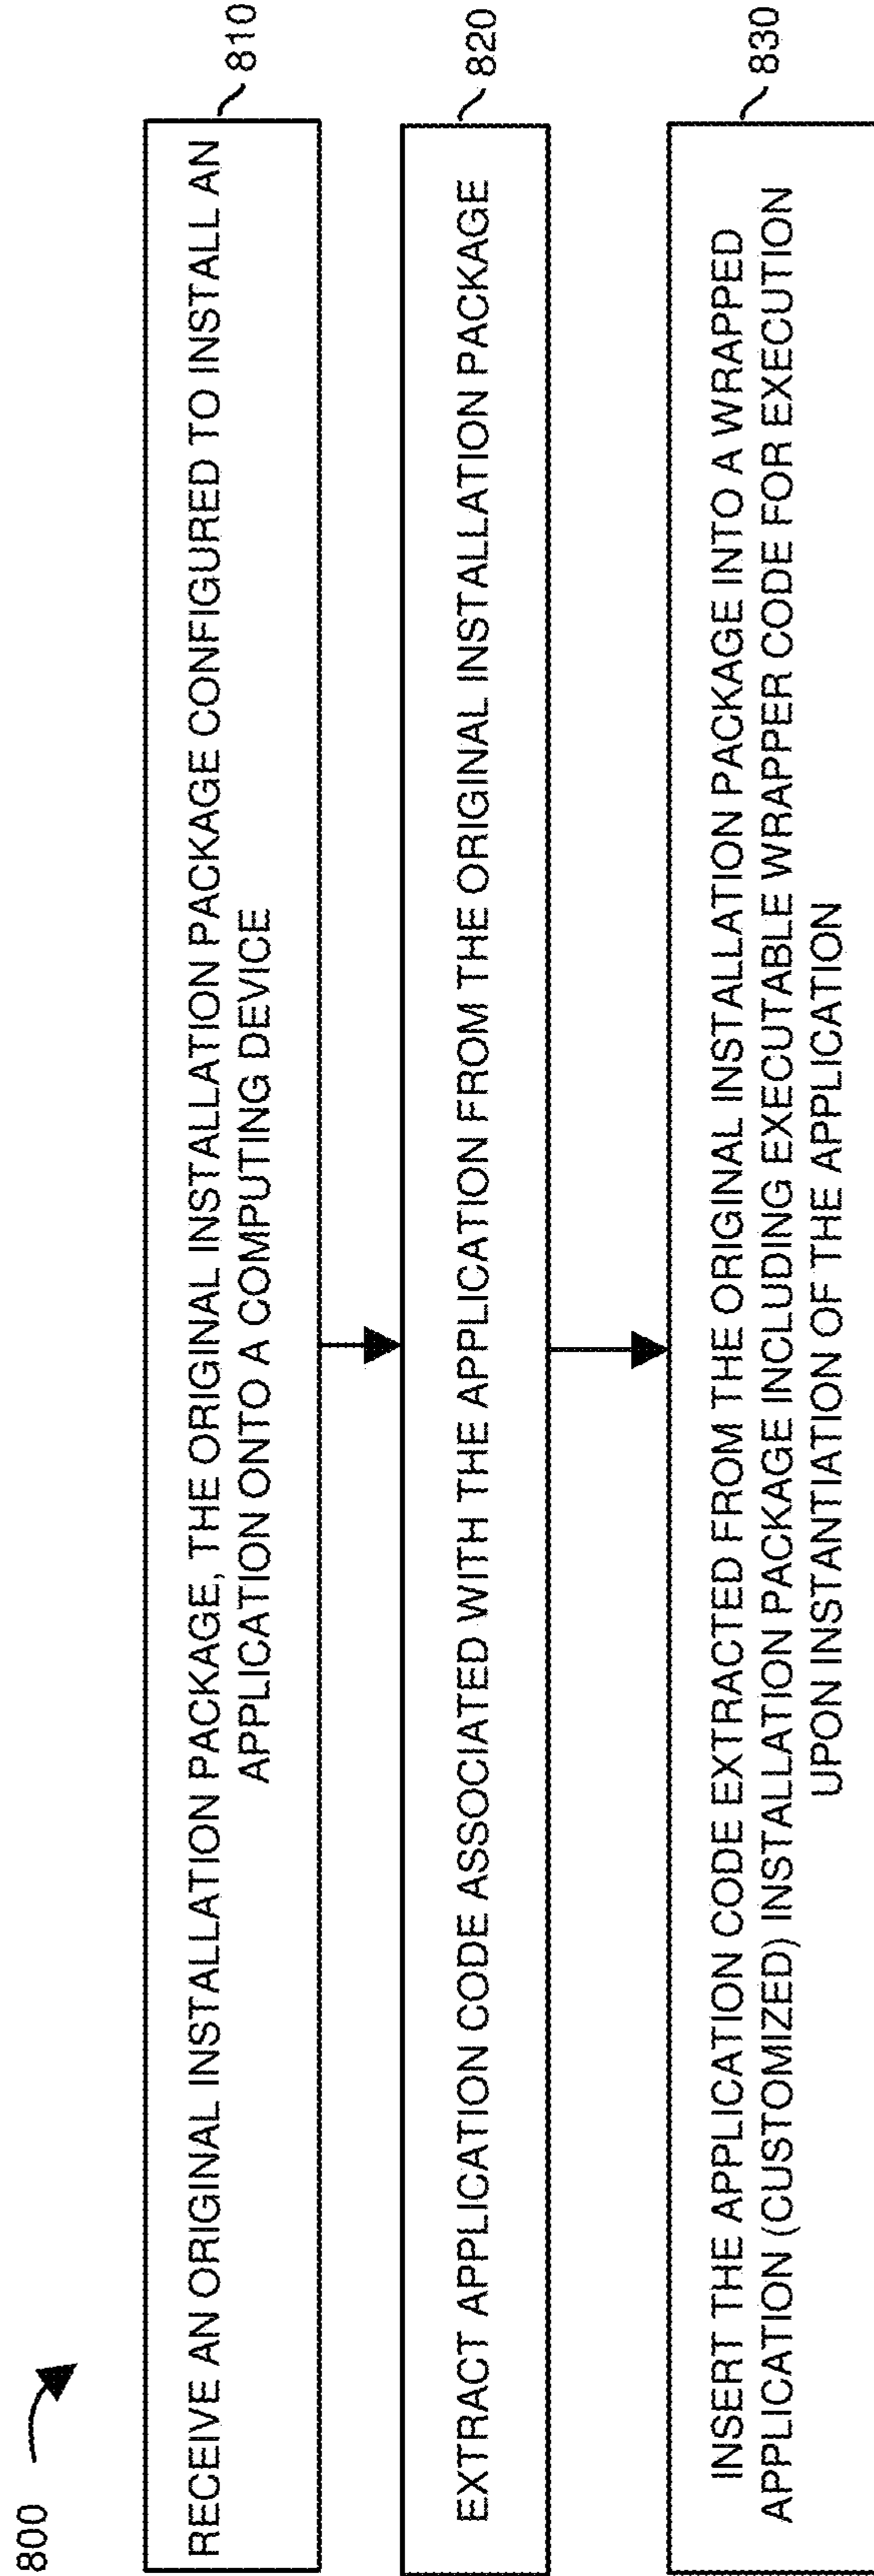 800
RECEIVE AN ORIGINAL INSTALLATION PACKAGE, THE ORIGINAL INSTALLATION PACKAGE CONFIGURED TO INSTALL AN
APPLICATION ONTO A COMPUTING DEVICE
810
EXTRACT APPLICATION CODE ASSOCIATED WITH THE APPLICATION FROM THE ORIGINAL INSTALLATION PACKAGE
820
INSERT THE APPLICATION CODE EXTRACTED FROM THE ORIGINAL INSTALLATION PACKAGE INTO A WRAPPED
APPLICATION (CUSTOMIZED) INSTALLATION PACKAGE INCLUDING EXECUTABLE WRAPPER CODE FOR EXECUTION
UPON INSTANTIATION OF THE APPLICATION
830